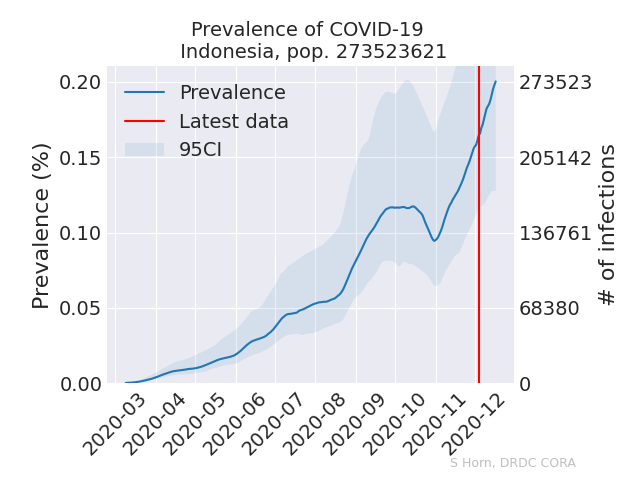 Prevalence of COVID-19
Indonesia, pop. 273523621
Prevalence (%)
0.20
0.15
0.10
0.05
0.00
Prevalence
Latest data
95CI
273523
205142
136761
68380
0
# of infections
2020-03
2020-04
2020-05
2020-06
2020-07
2020-08
2020-09
2020-10
2020-11
2020-12
S Horn, DRDC CORA